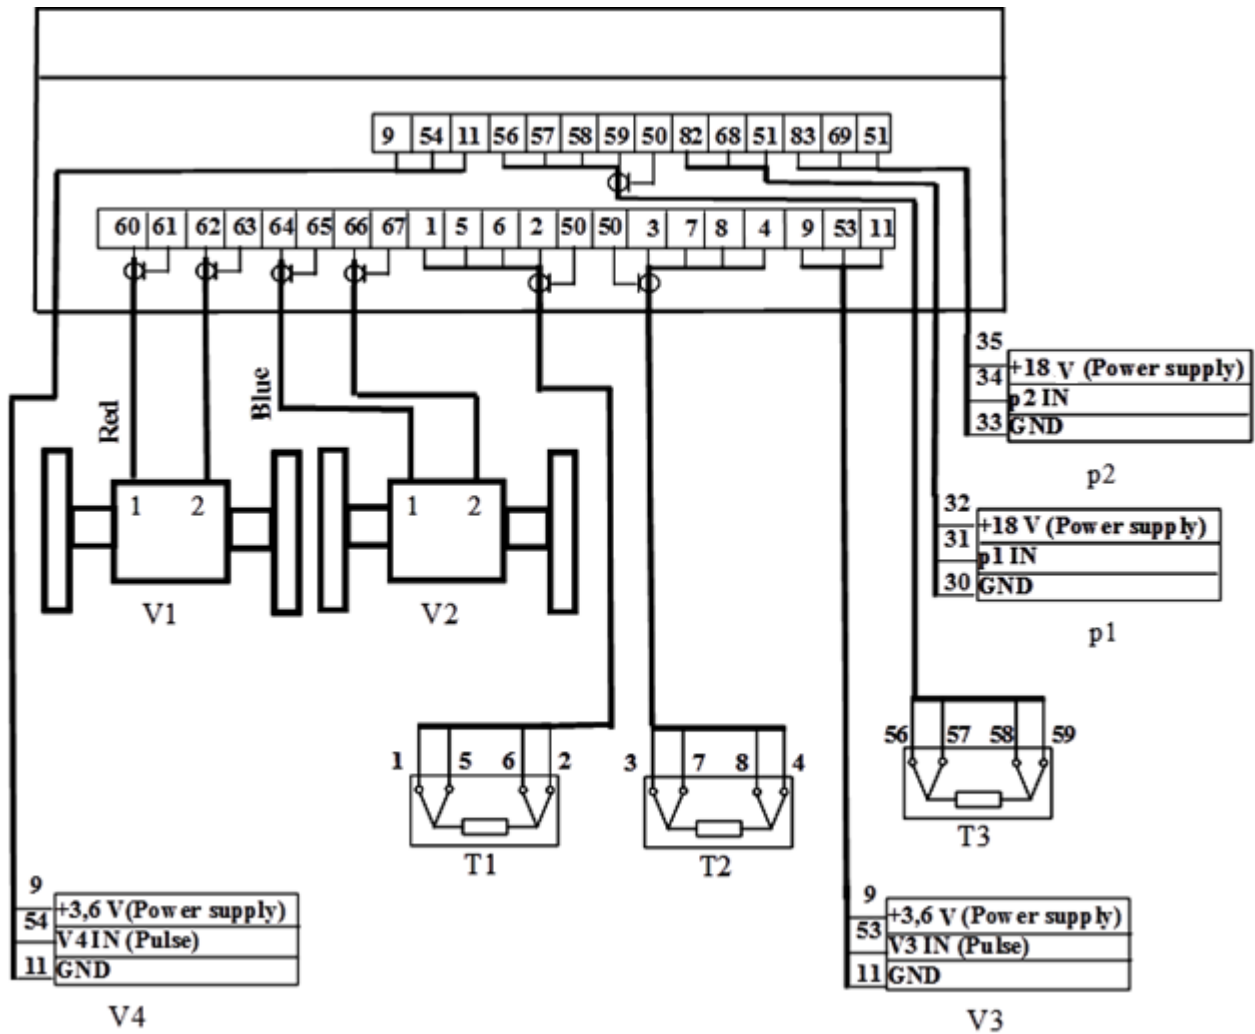 9 54 11 56 57 58 59 50 82 68 51 83 69 51
60 61 62 63 64 65 66 67 1 5 6 2 50 50 3 7 8 4 9 53 11
35
+18 V (Power supply)
34
p2 IN
33 GND
p2
Red
Blue
1 2
V1
1 2
V2
32
+18 V (Power supply)
31
p1 IN
30 GND
p1
56 57 58 59
T3
1 5 6 2
T1
3 7 8 4
T2
9
+3,6 V(Power supply)
54
V4 IN (Pulse)
11 GND
V4
9
+3,6 V (Power supply)
53
V3 IN (Pulse)
11 GND
V3